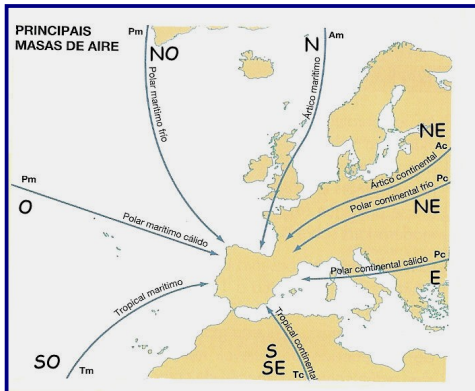 PRINCIPAIS
MASAS DE AIRE
Pm
NO
N
Am
Polar marítimo frío
Ártico marítimo
NE
Ac
Ártico continental
Pc
Polar continental frío
NE
Pm
O
Polar marítimo cálido
Pc
Polar continental cálido
E
Tropical marítimo
SO
Tm
Tropical continental
S
SE
Tc